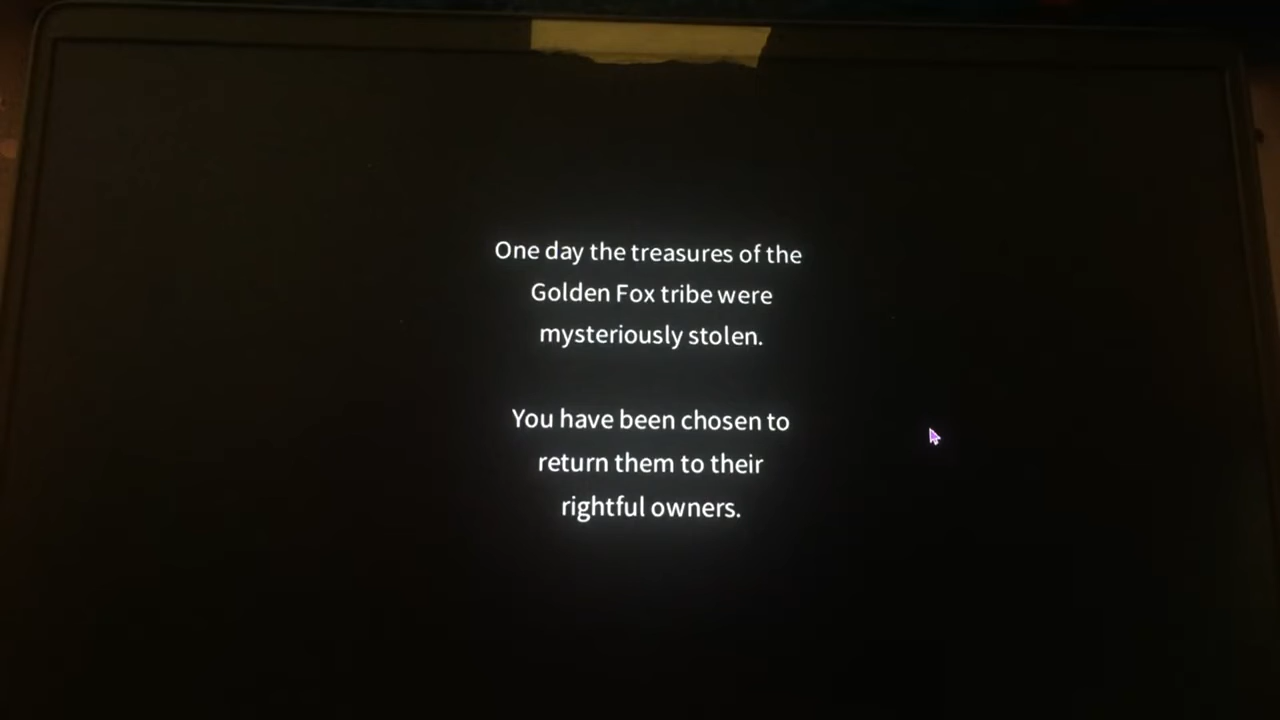 One day the treasures of the
Golden Fox tribe were
mysteriously stolen.
You have been chosen to
return them to their
rightful owners.